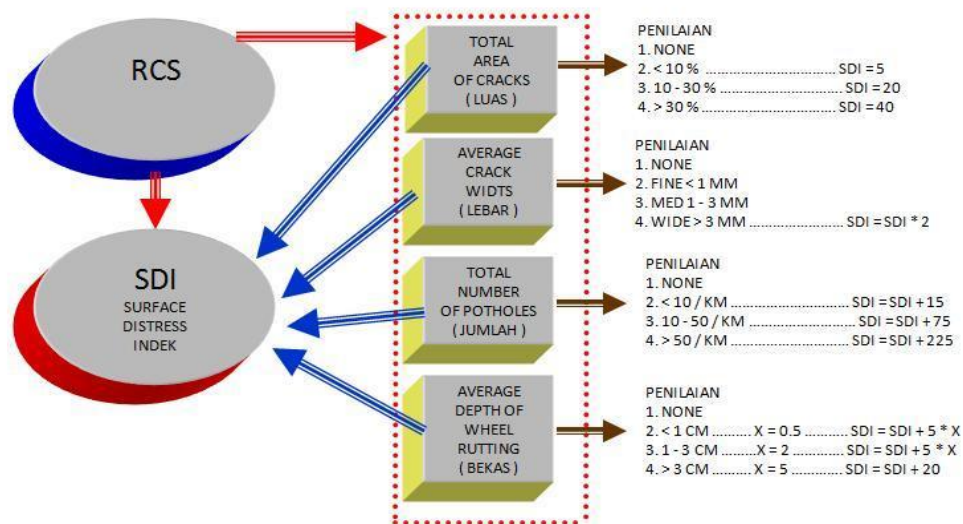 RCS
SDI
SURFACE
DISTRESS
INDEK
TOTAL
AREA
OF CRACKS
( LUAS )
PENILAIAN
1. NONE
2. < 10 % ........................................ SDI = 5
3. 10 - 30 % ..................................... SDI = 20
4. > 30 % ........................................ SDI = 40
AVERAGE
CRACK
WIDTS
(LEBAR)
PENILAIAN
1. NONE
2. FINE < 1 MM
3. MED 1 - 3 MM
4. WIDE > 3 MM ............................ SDI = SDI * 2
TOTAL
NUMBER
OF POTHOLES
( JUMLAH )
PENILAIAN
1. NONE
2. < 10 / KM ................................ SDI = SDI + 15
3. 10 - 50 / KM ............................. SDI = SDI + 75
4. > 50 / KM ................................ SDI = SDI + 225
AVERAGE
DEPTH OF
WHEEL
RUTTING
( BEKAS )
PENILAIAN
1. NONE
2. < 1 CM .......... X = 0.5 ............ SDI = SDI + 5 * X
3. 1 - 3 CM ........ X = 2 .............. SDI = SDI + 5 * X
4. > 3 CM .......... X = 5 .............. SDI = SDI + 20